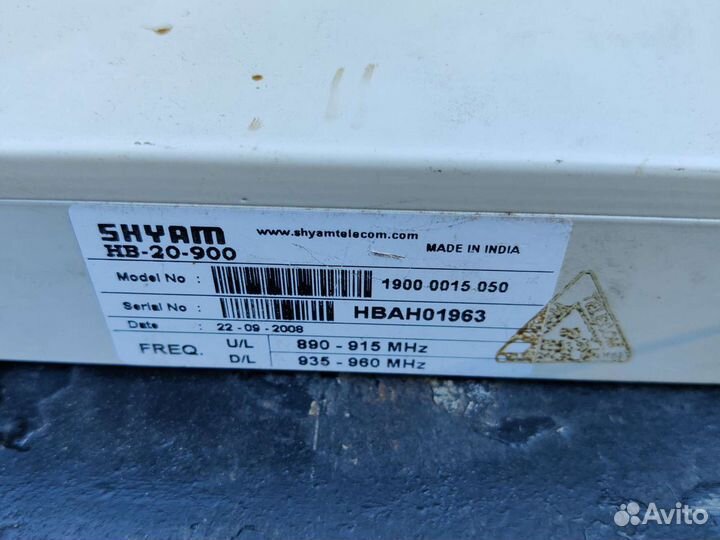 SHYAM www.shyamtelecom.com MADE IN INDIA
HB-20-900
Model No : 1900 0015 050
Serial No : HBAH01963
Date : 22-09-2008
FREQ. U/L 890 - 915 MHz
D/L 935 - 960 MHz
Avito